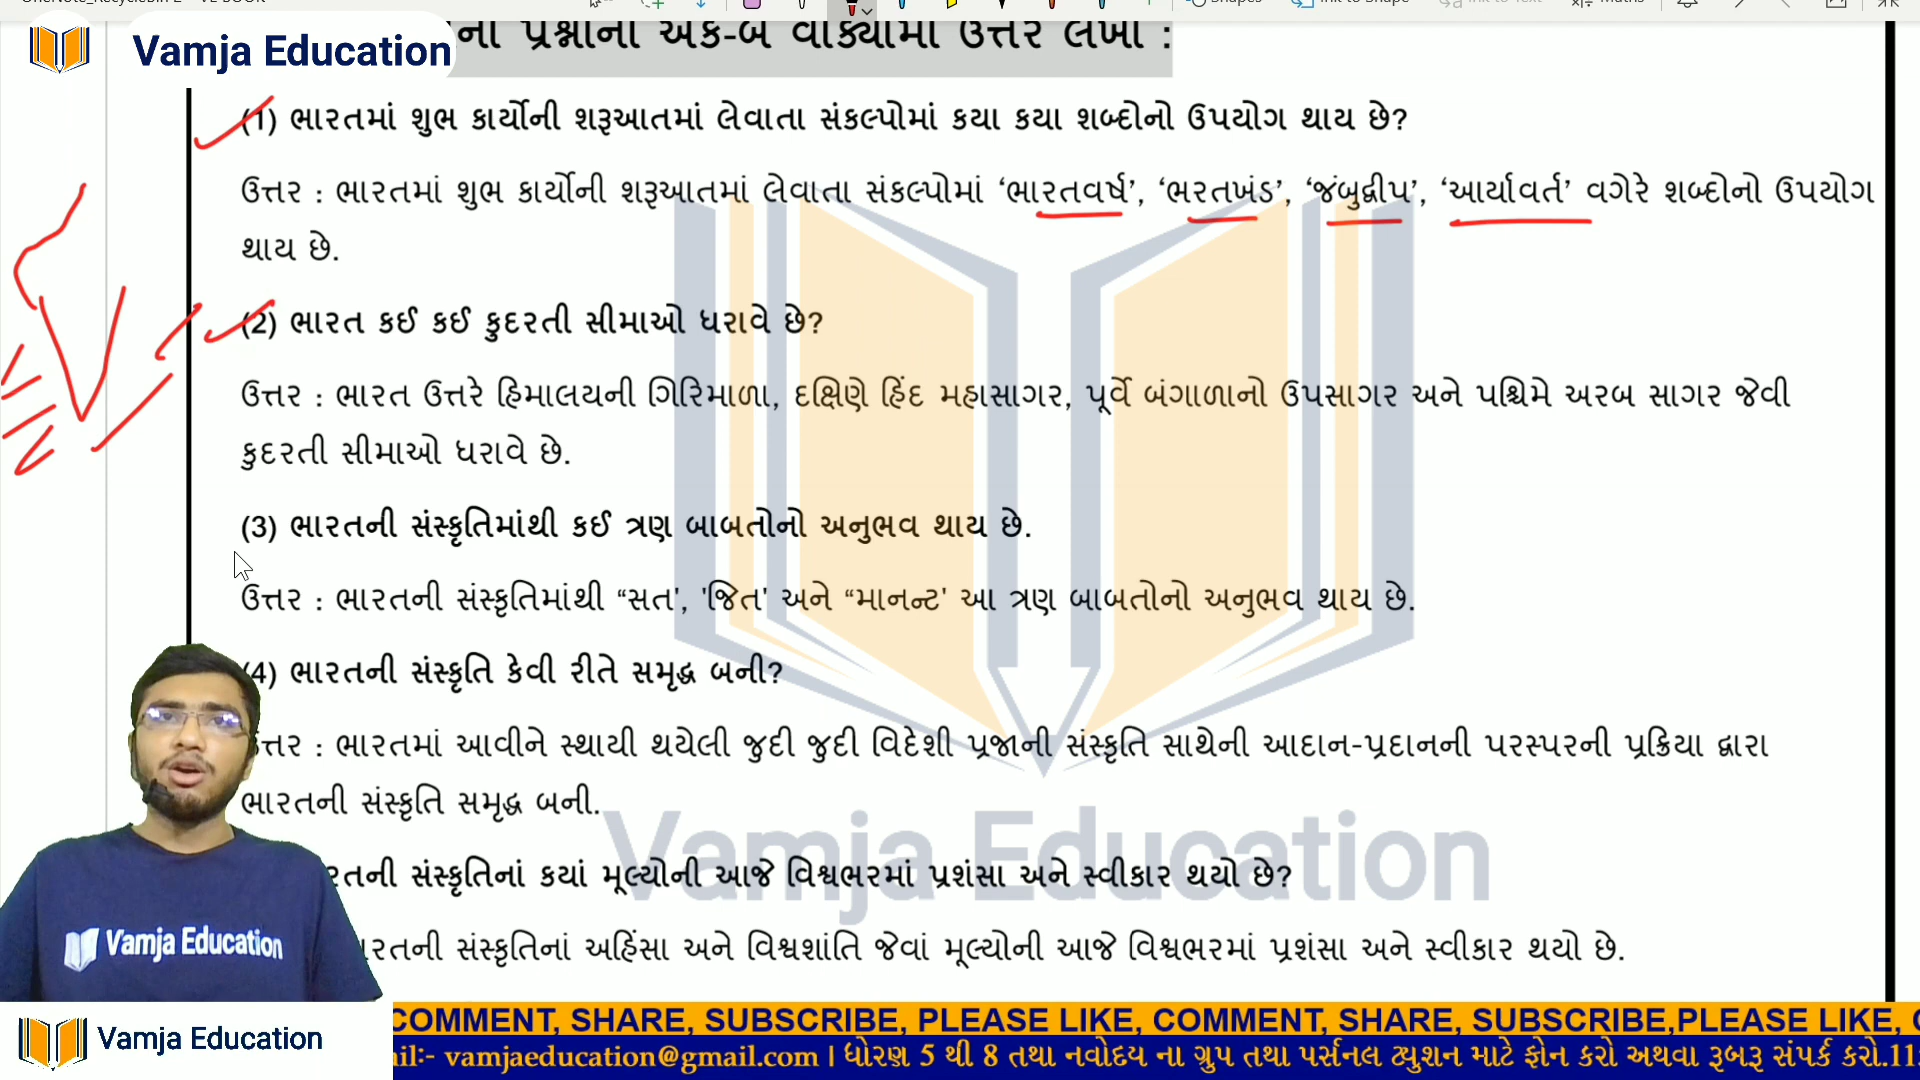 Vamja Education
ના પ્રશ્નોના એક-બે વાક્યોમાં ઉત્તર લખો :
(1) ભારતમાં શુભ કાર્યોની શરૂઆતમાં લેવાતા સંકલ્પોમાં કયા કયા શબ્દોનો ઉપયોગ થાય છે?
ઉત્તર : ભારતમાં શુભ કાર્યોની શરૂઆતમાં લેવાતા સંકલ્પોમાં ‘ભારતવર્ષ’, ‘ભરતખંડ’, ‘જંબુદ્વીપ’, ‘આર્યાવર્ત’ વગેરે શબ્દોનો ઉપયોગ
થાય છે.
(2) ભારત કઈ કઈ કુદરતી સીમાઓ ધરાવે છે?
ઉત્તર : ભારત ઉત્તરે હિમાલયની ગિરિમાળા, દક્ષિણે હિંદ મહાસાગર, પૂર્વે બંગાળાનો ઉપસાગર અને પશ્ચિમે અરબ સાગર જેવી
કુદરતી સીમાઓ ધરાવે છે.
(3) ભારતની સંસ્કૃતિમાંથી કઈ ત્રણ બાબતોનો અનુભવ થાય છે.
ઉત્તર : ભારતની સંસ્કૃતિમાંથી “સત', 'જિત' અને “માનન્ટ' આ ત્રણ બાબતોનો અનુભવ થાય છે.
4) ભારતની સંસ્કૃતિ કેવી રીતે સમૃદ્ધ બની?
ત્તર : ભારતમાં આવીને સ્થાયી થયેલી જુદી જુદી વિદેશી પ્રજાની સંસ્કૃતિ સાથેની આદાન-પ્રદાનની પરસ્પરની પ્રક્રિયા દ્વારા
ભારતની સંસ્કૃતિ સમૃદ્ધ બની.
રતની સંસ્કૃતિનાં કયાં મૂલ્યોની આજે વિશ્વભરમાં પ્રશંસા અને સ્વીકાર થયો છે?
રતની સંસ્કૃતિનાં અહિંસા અને વિશ્વશાંતિ જેવાં મૂલ્યોની આજે વિશ્વભરમાં પ્રશંસા અને સ્વીકાર થયો છે.
Vamja Education
Vamja Education
Vamja Education
COMMENT, SHARE, SUBSCRIBE, PLEASE LIKE, COMMENT, SHARE, SUBSCRIBE,PLEASE LIKE,
il:- vamjaeducation@gmail.com | ધોરણ 5 થી 8 તથા નવોદય ના ગ્રુપ તથા પર્સનલ ટ્યુશન માટે ફોન કરો અથવા રૂબરૂ સંપર્ક કરો.11